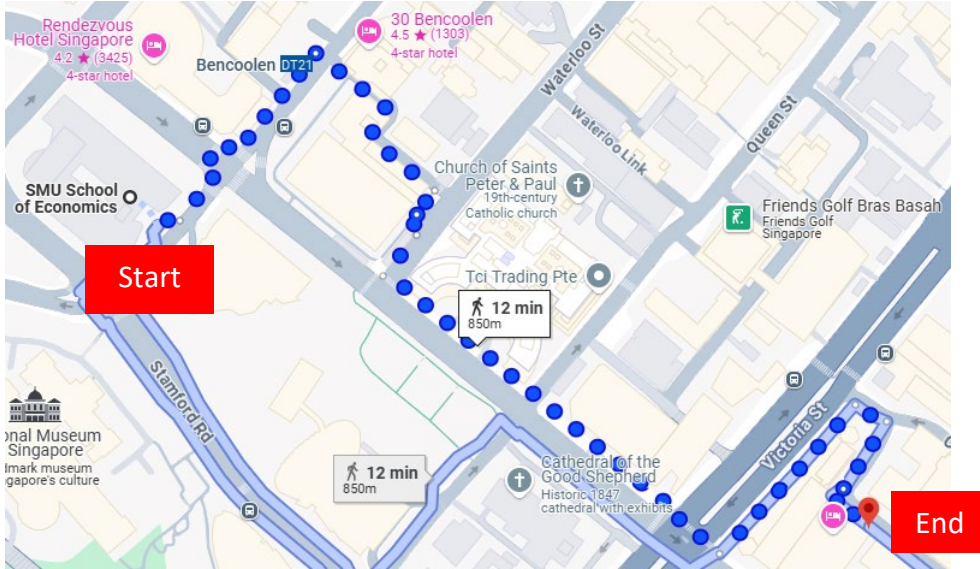 Rendezvous
Hotel Singapore
4.2 ★ (3425)
4-star hotel
30 Bencoolen
4.5 ★ (1303)
4-star hotel
Bencoolen DT21
Waterloo St
Waterloo Link
Queen St
SMU School
of Economics
Church of Saints
Peter & Paul
19th-century
Catholic church
Friends Golf Bras Basah
Friends Golf
Singapore
Start
Tci Trading Pte
12 min
850m
Stamford Rd
onal Museum
Singapore
dmark museum
ngapore's culture
12 min
850m
Cathedral of the
Good Shepherd
Historic 1847
cathedral with exhibits
Victoria St
End